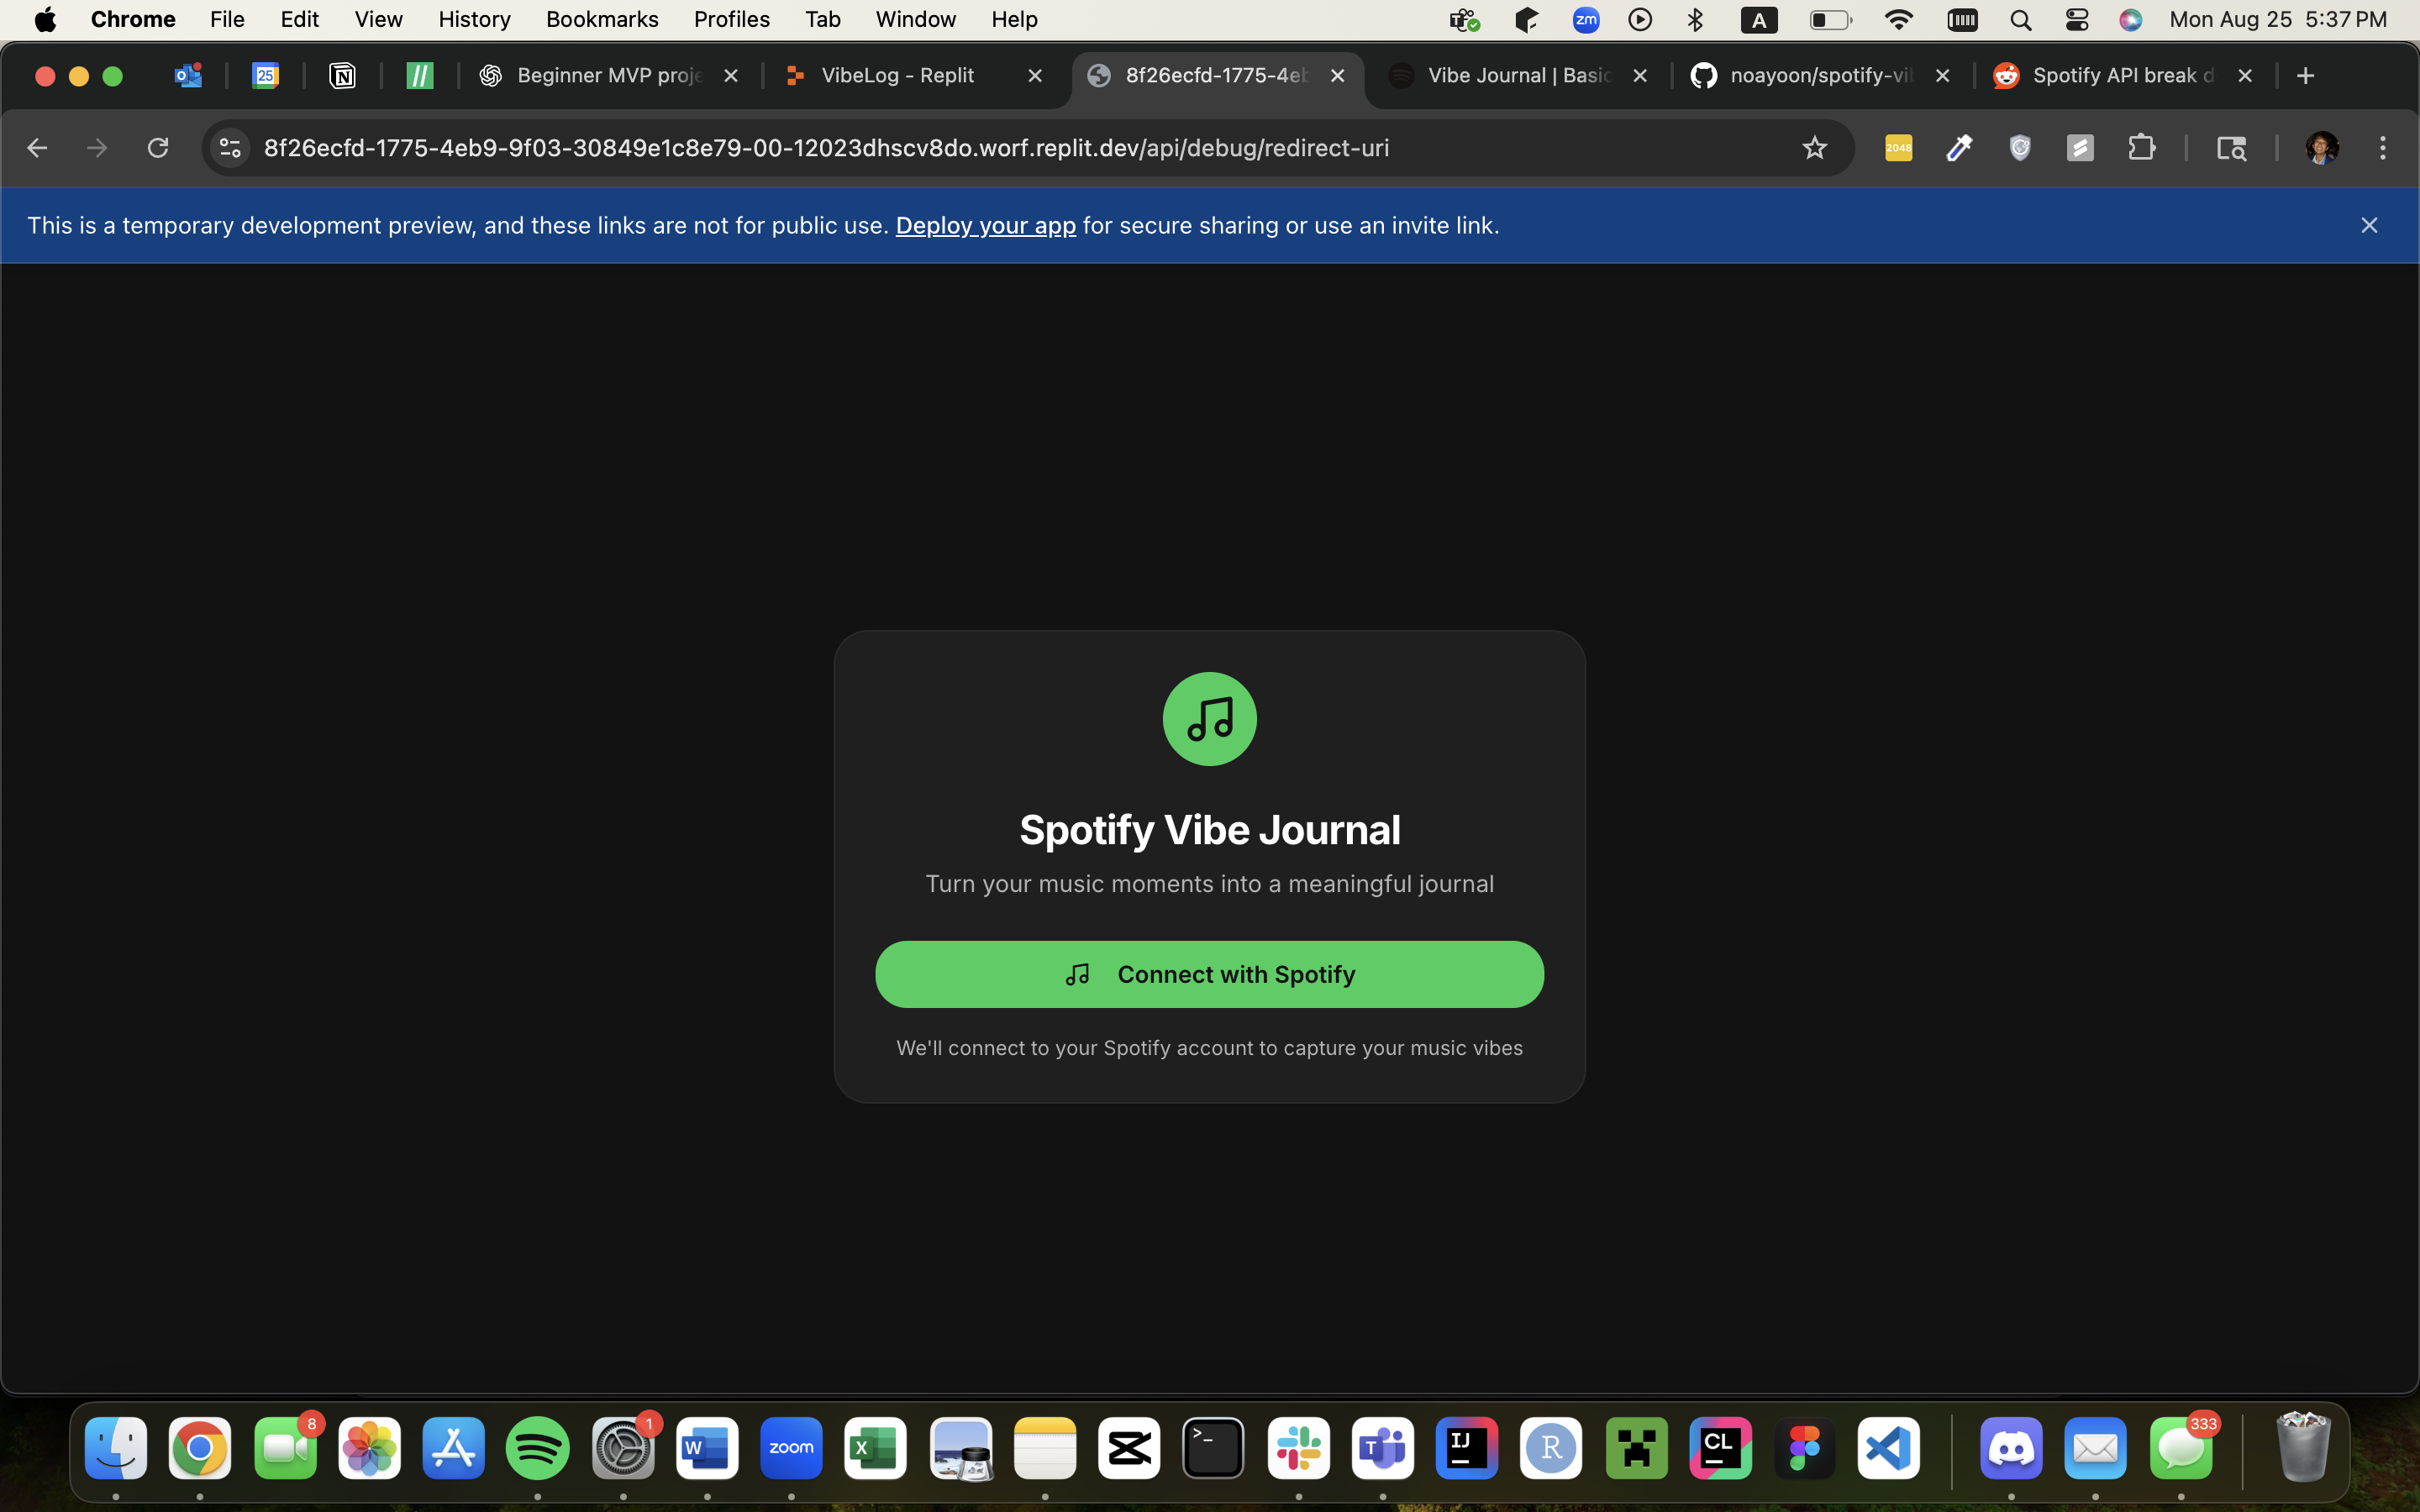 Chrome File Edit View History Bookmarks Profiles Tab Window Help zm A Mon Aug 25 5:37 PM
25 Beginner MVP proje VibeLog - Replit 8f26ecfd-1775-4eb Vibe Journal | Basic noayoon/spotify-vib Spotify API break d
8f26ecfd-1775-4eb9-9f03-30849e1c8e79-00-12023dhscv8do.worf.replit.dev/api/debug/redirect-uri 2048
This is a temporary development preview, and these links are not for public use. Deploy your app for secure sharing or use an invite link.
Spotify Vibe Journal
Turn your music moments into a meaningful journal
Connect with Spotify
We'll connect to your Spotify account to capture your music vibes
8 1 W zoom X >_ T IJ R CL 333